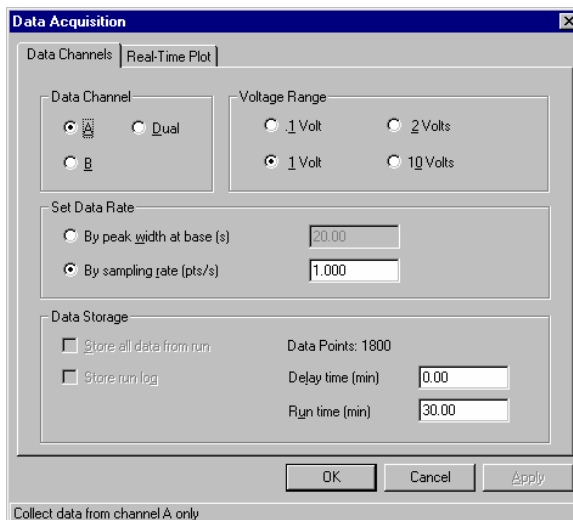 Data Acquisition
Data Channels Real-Time Plot
Data Channel
A Dual
B
Voltage Range
.1 Volt 2 Volts
1 Volt 10 Volts
Set Data Rate
By peak width at base (s) 20.00
By sampling rate (pts/s) 1.000
Data Storage
Store all data from run
Store run log
Data Points: 1800
Delay time (min) 0.00
Run time (min) 30.00
OK Cancel Apply
Collect data from channel A only